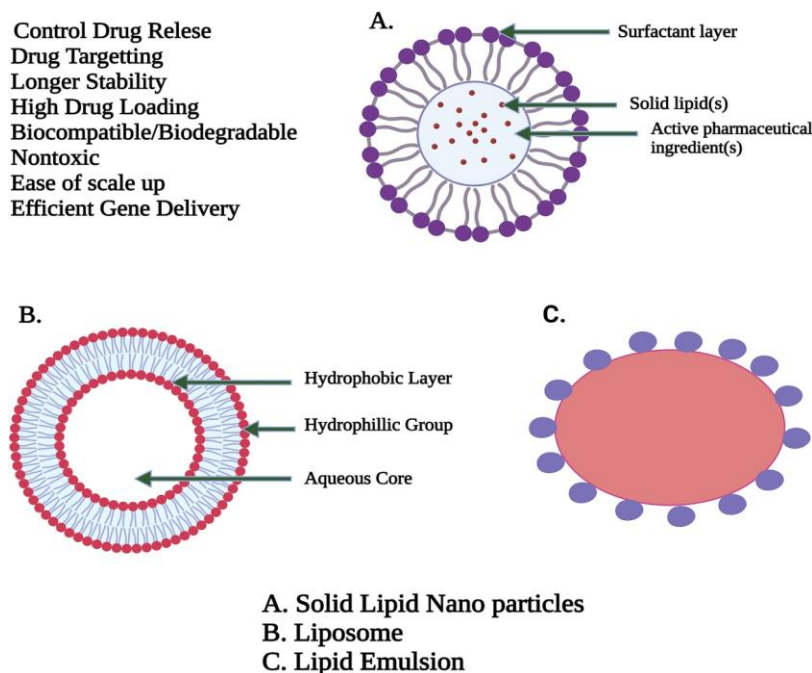 Control Drug Relese
Drug Targetting
Longer Stability
High Drug Loading
Biocompatible/Biodegradable
Nontoxic
Ease of scale up
Efficient Gene Delivery
A.
Surfactant layer
Solid lipid(s)
Active pharmaceutical
ingredient(s)
B.
Hydrophobic Layer
Hydrophillic Group
Aqueous Core
C.
A. Solid Lipid Nano particles
B. Liposome
C. Lipid Emulsion